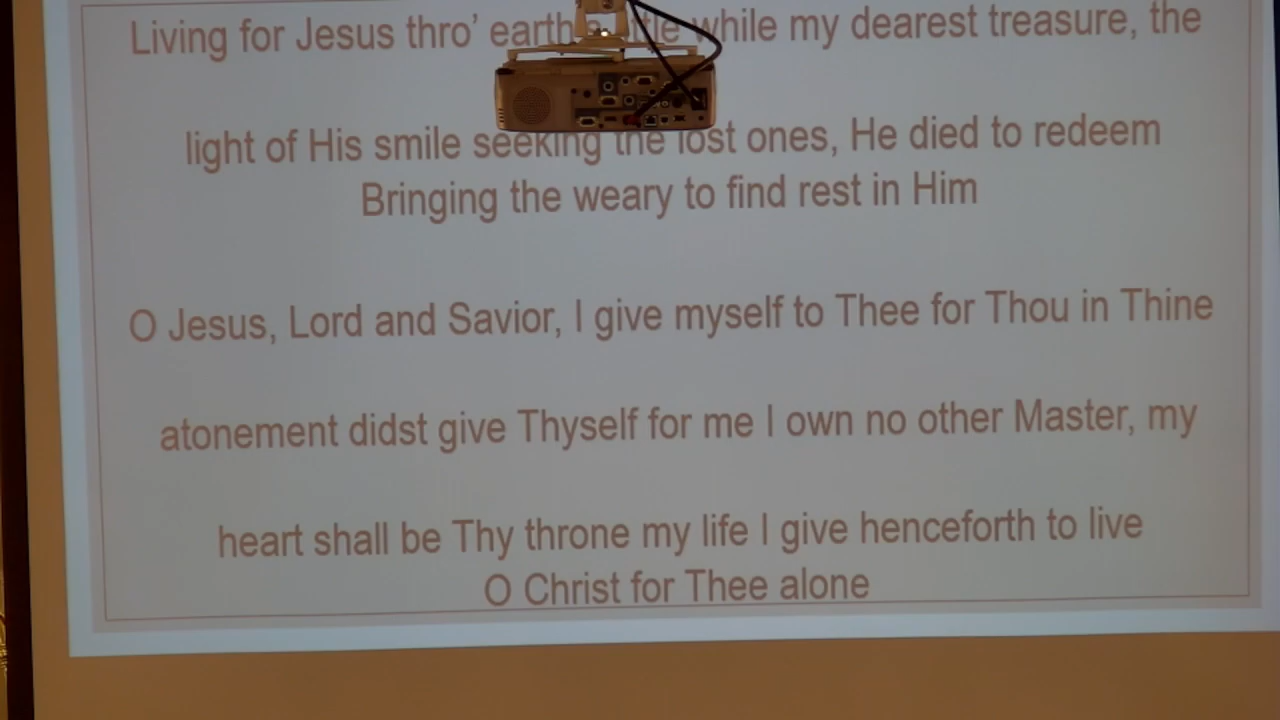 Living for Jesus thro' earth's while my dearest treasure, the
light of His smile seeking the lost ones, He died to redeem
Bringing the weary to find rest in Him
O Jesus, Lord and Savior, I give myself to Thee for Thou in Thine
atonement didst give Thyself for me I own no other Master, my
heart shall be Thy throne my life I give henceforth to live
O Christ for Thee alone